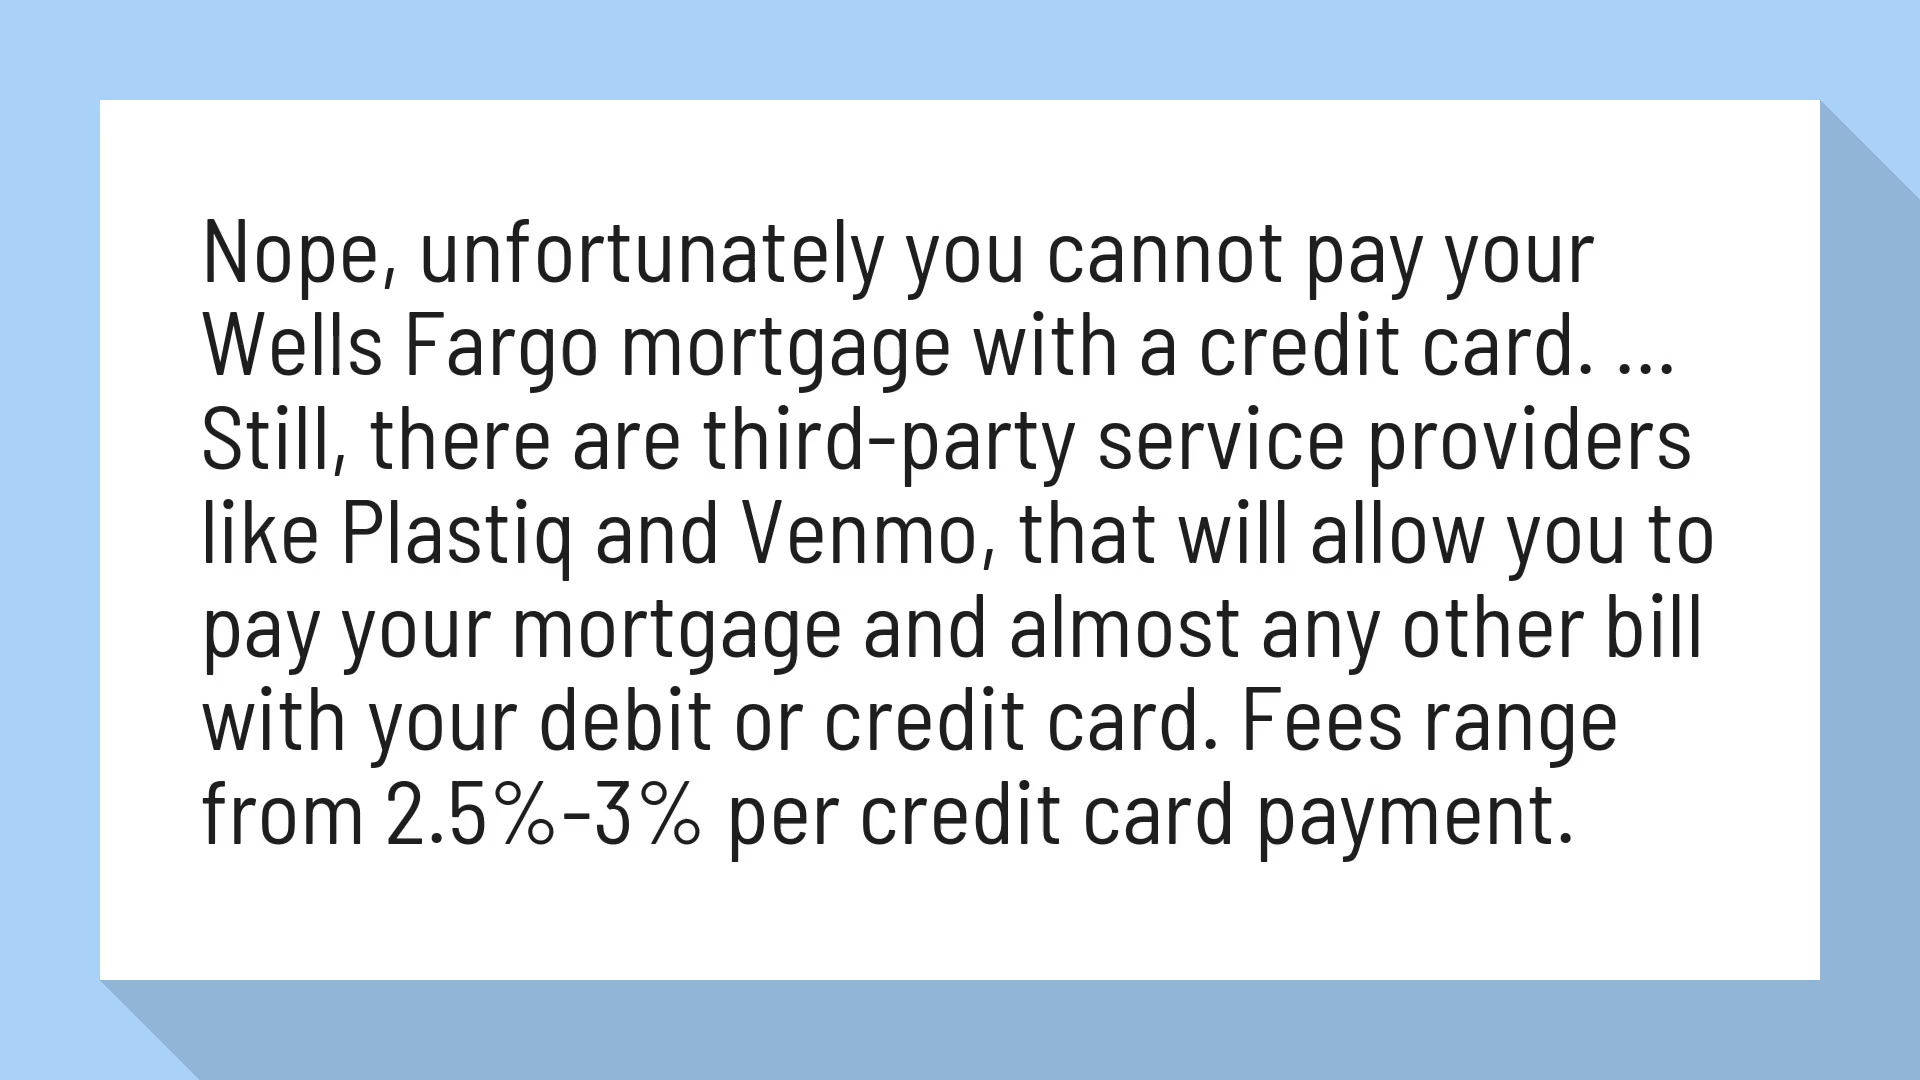 Nope, unfortunately you cannot pay your
Wells Fargo mortgage with a credit card. ...
Still, there are third-party service providers
like Plastiq and Venmo, that will allow you to
pay your mortgage and almost any other bill
with your debit or credit card. Fees range
from 2.5%-3% per credit card payment.